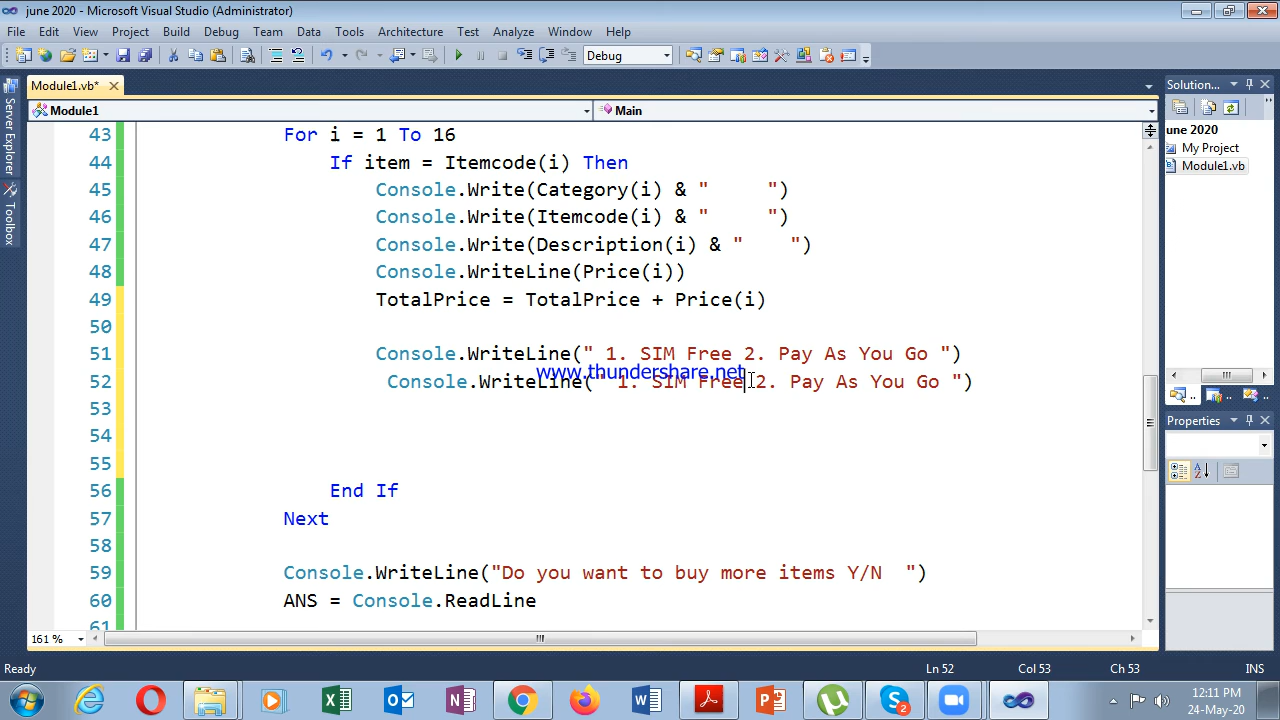 june 2020 - Microsoft Visual Studio (Administrator)
File Edit View Project Build Debug Team Data Tools Architecture Test Analyze Window Help
Debug
Module1.vb* Solution...
Module1 Main
Server Explorer
Toolbox
43 For i = 1 To 16
44 If item = Itemcode(i) Then
45 Console.Write(Category(i) & "     ")
46 Console.Write(Itemcode(i) & "     ")
47 Console.Write(Description(i) & "    ")
48 Console.WriteLine(Price(i))
49 TotalPrice = TotalPrice + Price(i)
50
51 Console.WriteLine(" 1. SIM Free 2. Pay As You Go ")
www.thundershare.net
52 Console.WriteLine(" 1. SIM Free 2. Pay As You Go ")
53
54
55
56 End If
57 Next
58
59 Console.WriteLine("Do you want to buy more items Y/N  ")
60 ANS = Console.ReadLine
61
161 %
une 2020
My Project
Module1.vb
Properties
Ready Ln 52 Col 53 Ch 53 INS
12:11 PM
24-May-20